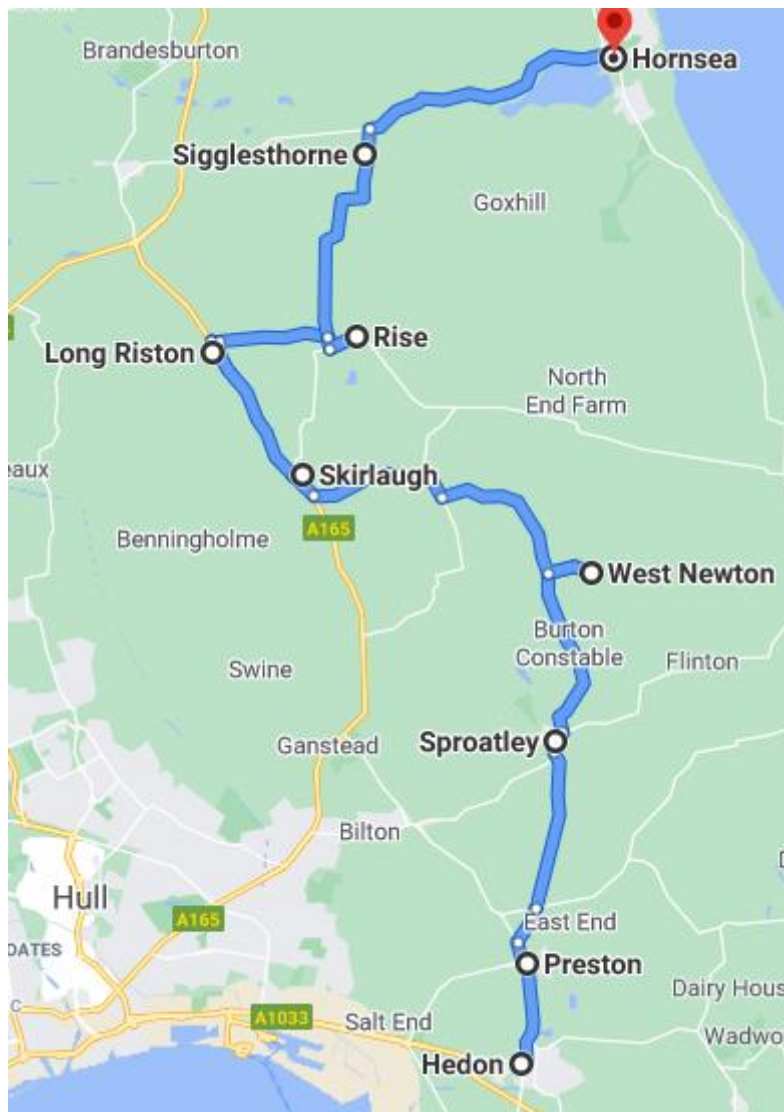 Brandesburton
Hornsea
Sigglesthorne
Goxhill
Rise
Long Riston
North
End Farm
eaux
Skirlaugh
A165
Benningholme
West Newton
Burton
Constable
Flinton
Swine
Sproatley
Ganstead
Bilton
Hull
A165
East End
OATES
Preston
Dairy Hous
A1033
Salt End
Wadwo
Hedon